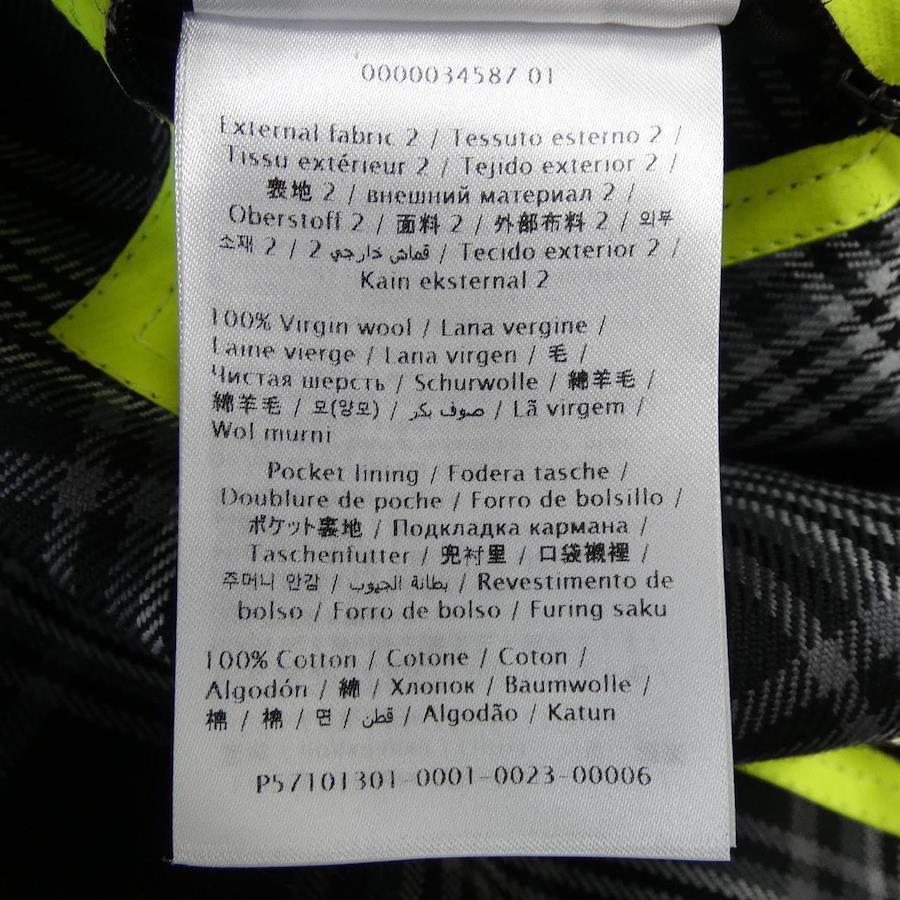 0000034587 01
External fabric 2 / Tessuto esterno 2 /
Tissu extérieur 2 / Tejido exterior 2 /
裏地 2 / внешний материал 2 /
Oberstoff 2 / 面料 2 / 外部布料 2 / 외부
소재 2 / قماش خارجي 2 / Tecido exterior 2 /
Kain eksternal 2
100% Virgin wool / Lana vergine /
Laine vierge / Lana virgen / 毛 /
Чистая шерсть / Schurwolle / 綿羊毛 /
綿羊毛 / 모(양모) / صوف بكر / Lã virgem /
Wol murni
Pocket lining / Fodera tasche /
Doublure de poche / Forro de bolsillo /
ポケット裏地 / Подкладка кармана /
Taschenfutter / 兜衬里 / 口袋襯裡 /
주머니 안감 / بطانة الجيوب / Revestimento de
bolso / Forro de bolso / Furing saku
100% Cotton / Cotone / Coton /
Algodón / 綿 / Хлопок / Baumwolle /
棉 / 棉 / 면 / قطن / Algodão / Katun
P57101301-0001-0023-00006